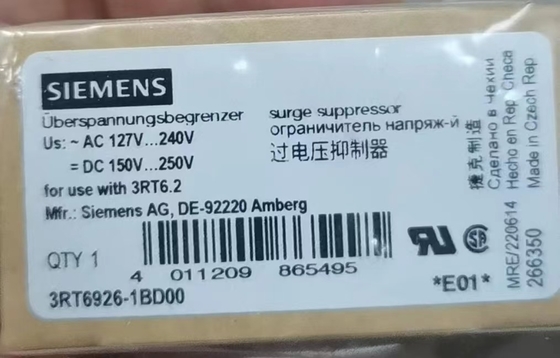 SIEMENS
Überspannungsbegrenzer
Us: ~ AC 127V...240V
= DC 150V...250V
for use with 3RT6.2
Mfr.: Siemens AG, DE-92220 Amberg
surge suppressor
ограничитель напряж-й
过电压抑制器
QTY 1
4 011209 865495
3RT6926-1BD00
*E01*
捷克制造
Сделано в Чехии
Hecho en Rep Checa
Made in Czech Rep
MRE/220614
266350